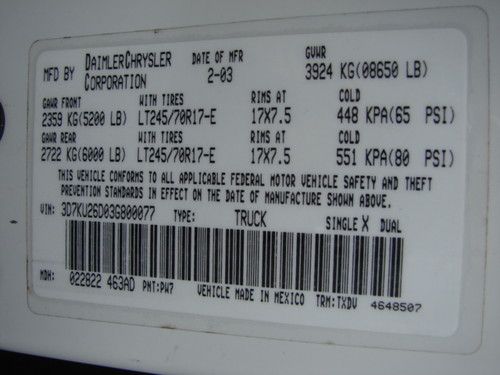 MFD BY DAIMLERCHRYSLER CORPORATION DATE OF MFR 2-03 GVWR 3924 KG(08650 LB)
GAWR FRONT WITH TIRES RIMS AT COLD
2359 KG(5200 LB) LT245/70R17-E 17X7.5 448 KPA(65 PSI)
GAWR REAR WITH TIRES RIMS AT COLD
2722 KG(6000 LB) LT245/70R17-E 17X7.5 551 KPA(80 PSI)
THIS VEHICLE CONFORMS TO ALL APPLICABLE FEDERAL MOTOR VEHICLE SAFETY AND THEFT
PREVENTION STANDARDS IN EFFECT ON THE DATE OF MANUFACTURE SHOWN ABOVE.
VIN: 3D7KU26D03G800077 TYPE: TRUCK SINGLE X DUAL
MDH: 022822 463AD PNT:PW7 VEHICLE MADE IN MEXICO TRM:TXDV 4648507